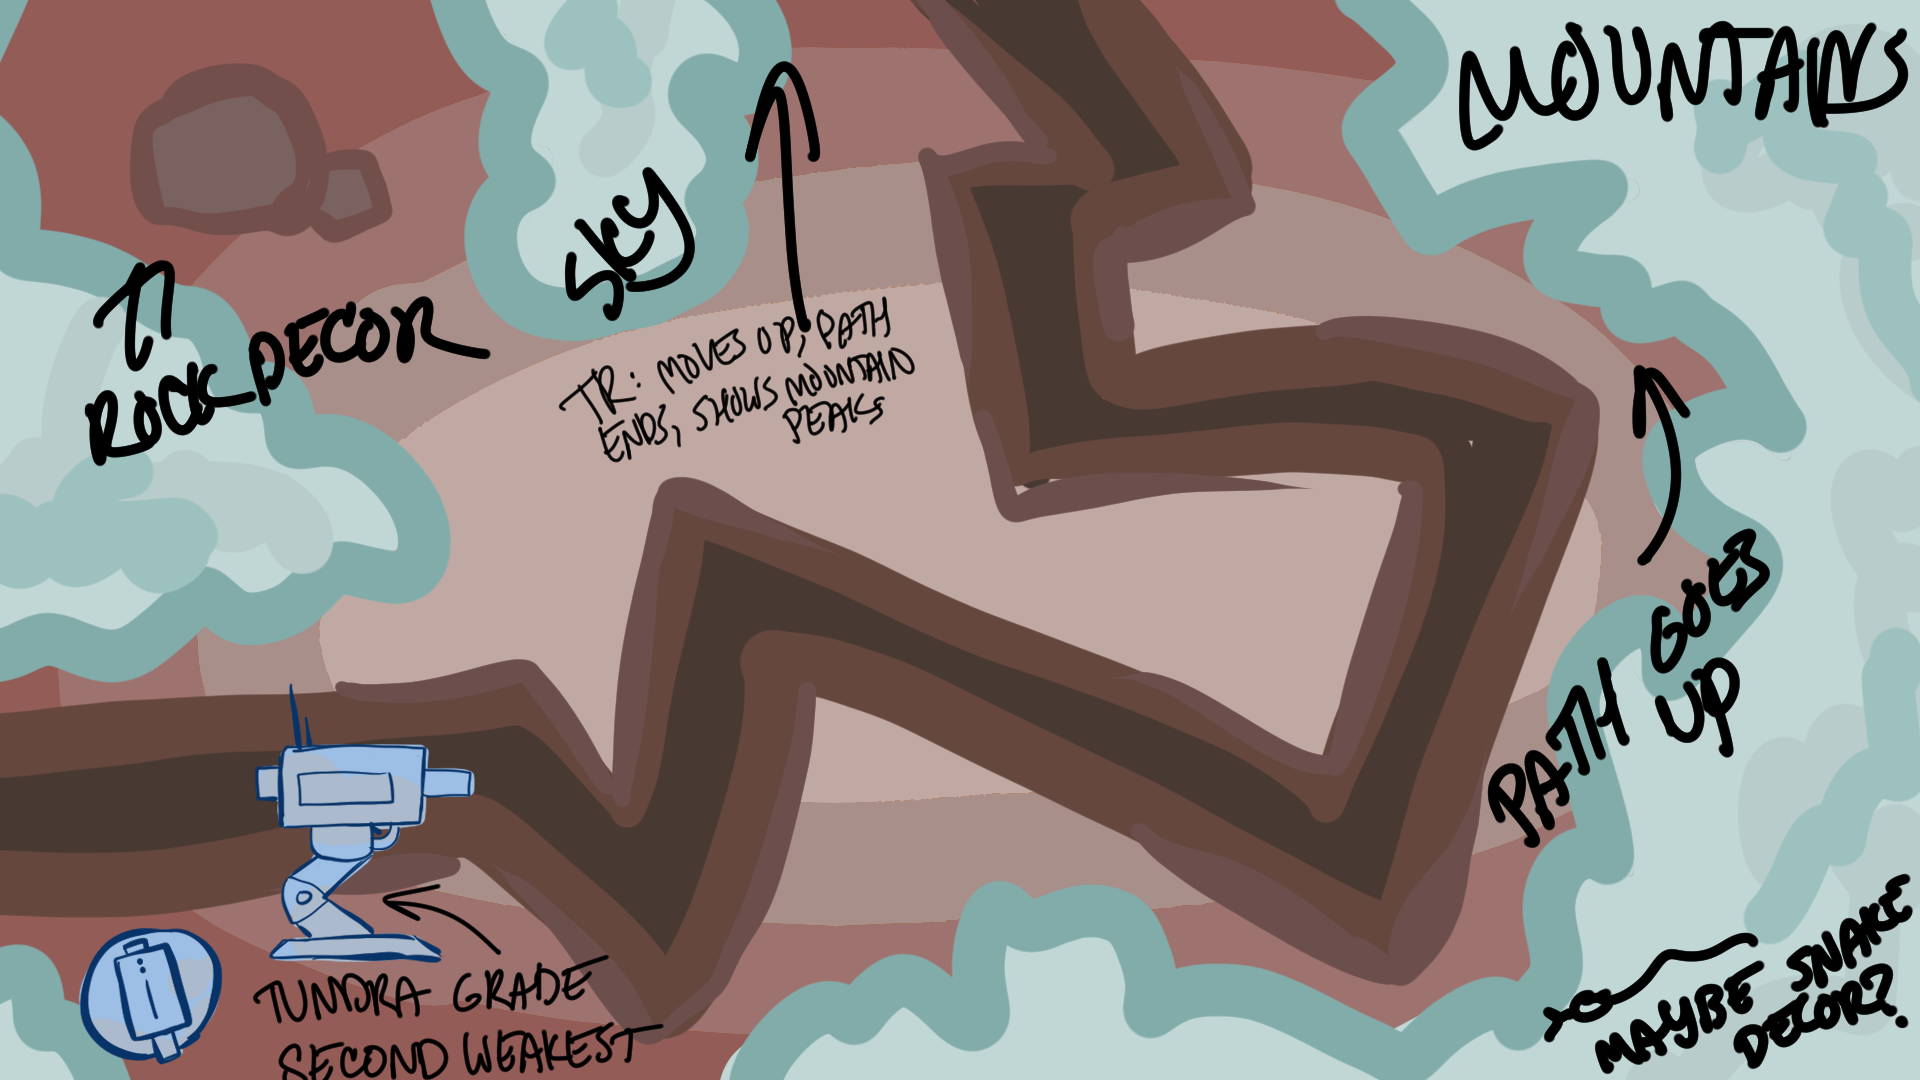 MOUNTAINS
SKY
ROCK DECOR
TR: MOVES UP, PATH
ENDS, SHOWS MOUNTAIN
PEAKS
PATH GOES
UP
TUNDRA GRADE
SECOND WEAKEST
MAYBE SNAKE
DECOR?